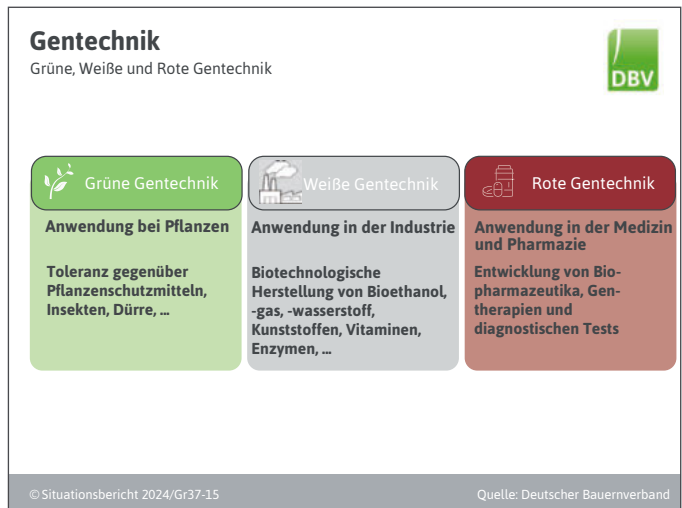 Gentechnik
Grüne, Weiße und Rote Gentechnik
DBV
Grüne Gentechnik
Anwendung bei Pflanzen
Toleranz gegenüber
Pflanzenschutzmitteln,
Insekten, Dürre, ...
Weiße Gentechnik
Anwendung in der Industrie
Biotechnologische
Herstellung von Bioethanol,
-gas, -wasserstoff,
Kunststoffen, Vitaminen,
Enzymen, ...
Rote Gentechnik
Anwendung in der Medizin
und Pharmazie
Entwicklung von Bio-
pharmazeutika, Gen-
therapien und
diagnostischen Tests
© Situationsbericht 2024/Gr37-15
Quelle: Deutscher Bauernverband